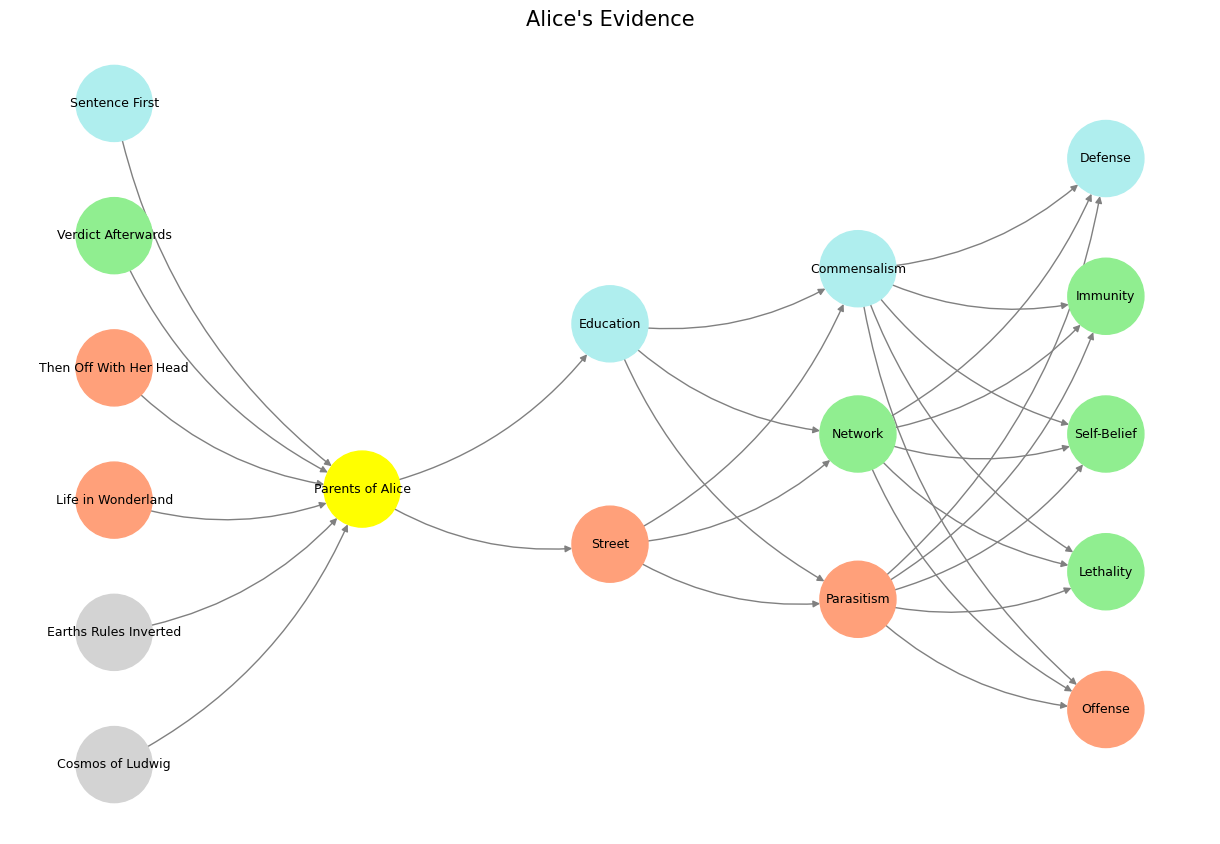 Alice's Evidence
Sentence First
Verdict Afterwards
Then Off With Her Head
Life in Wonderland
Earths Rules Inverted
Cosmos of Ludwig
Parents of Alice
Education
Street
Commensalism
Network
Parasitism
Defense
Immunity
Self-Belief
Lethality
Offense